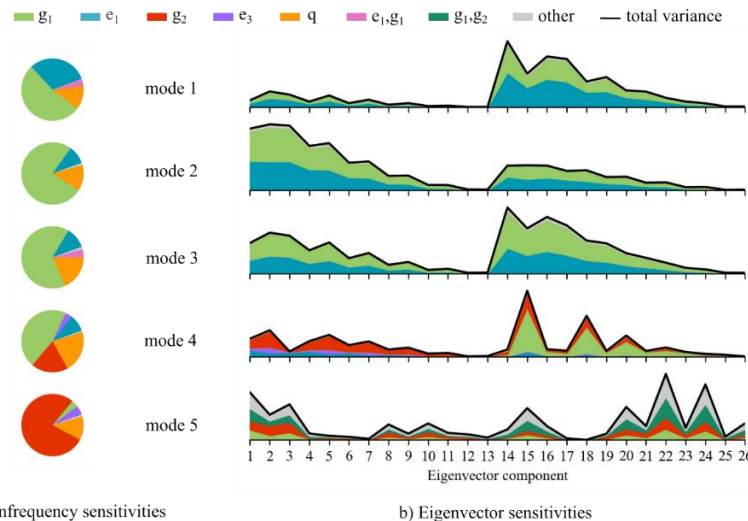 g₁ e₁ g₂ e₃ q e₁,g₁ g₁,g₂ other total variance
mode 1
mode 2
mode 3
mode 4
mode 5
1 2 3 4 5 6 7 8 9 10 11 12 13 14 15 16 17 18 19 20 21 22 23 24 25 26
Eigenvector component
nfrequency sensitivities b) Eigenvector sensitivities